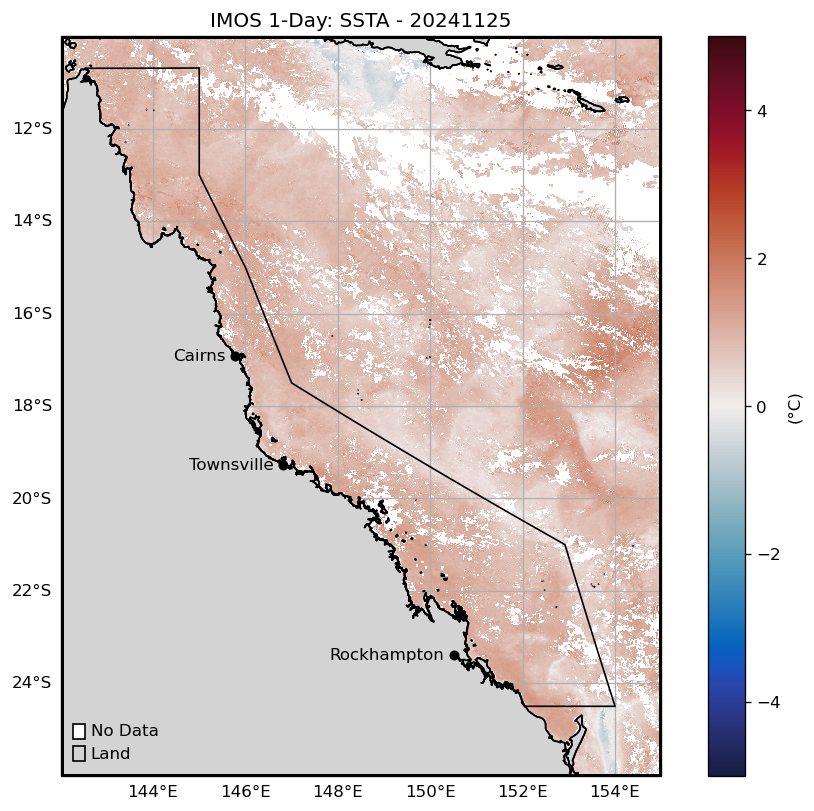 IMOS 1-Day: SSTA - 20241125
12°S
14°S
16°S
18°S
20°S
22°S
24°S
Cairns
Townsville
Rockhampton
No Data
Land
144°E 146°E 148°E 150°E 152°E 154°E
4
2
0
−2
−4
(°C)